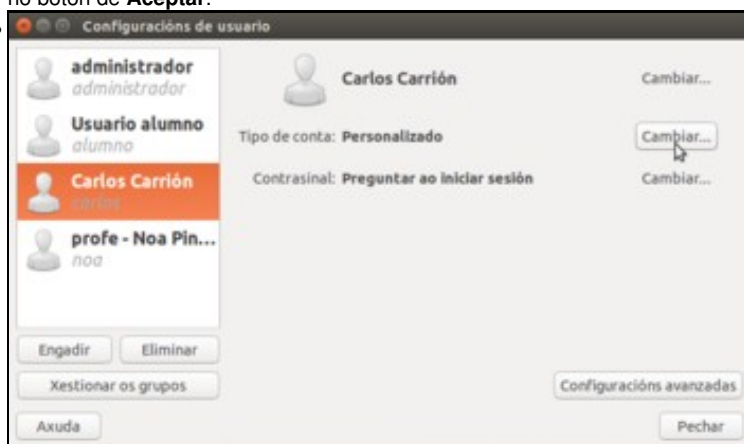 no botón de Aceptar.
Configuracións de usuario
administrador
administrador
Usuario alumno
alumno
Carlos Carrión
carlos
profe - Noa Pin...
noa
Engadir
Eliminar
Xestionar os grupos
Axuda
Carlos Carrión
Cambiar...
Tipo de conta: Personalizado
Cambiar...
Contrasinal: Preguntar ao iniciar sesión
Cambiar...
Configuracións avanzadas
Pechar